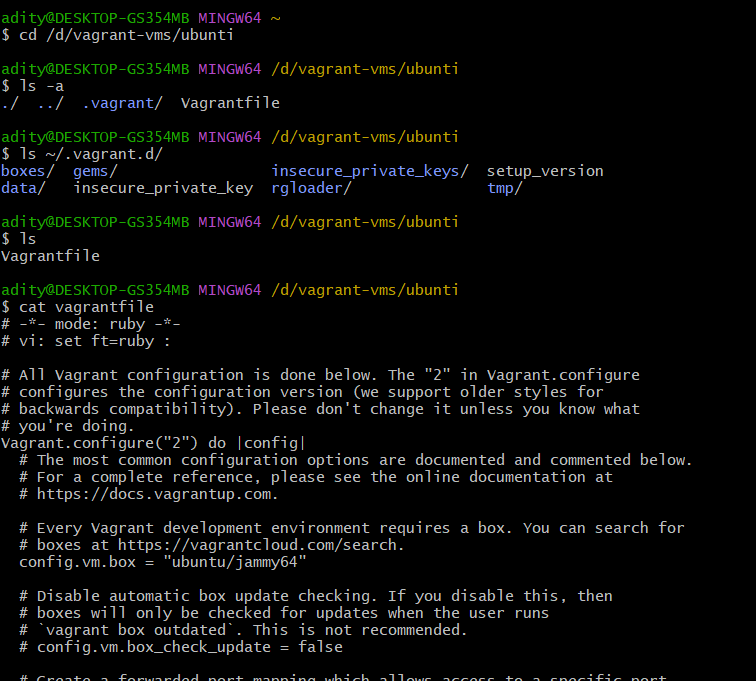 adity@DESKTOP-GS354MB MINGW64 ~
$ cd /d/vagrant-vms/ubunti
adity@DESKTOP-GS354MB MINGW64 /d/vagrant-vms/ubunti
$ ls -a
./  ../  .vagrant/  Vagrantfile
adity@DESKTOP-GS354MB MINGW64 /d/vagrant-vms/ubunti
$ ls ~/.vagrant.d/
boxes/  gems/                 insecure_private_keys/  setup_version
data/   insecure_private_key  rgloader/               tmp/
adity@DESKTOP-GS354MB MINGW64 /d/vagrant-vms/ubunti
$ ls
Vagrantfile
adity@DESKTOP-GS354MB MINGW64 /d/vagrant-vms/ubunti
$ cat vagrantfile
# -*- mode: ruby -*-
# vi: set ft=ruby :
# All Vagrant configuration is done below. The "2" in Vagrant.configure
# configures the configuration version (we support older styles for
# backwards compatibility). Please don't change it unless you know what
# you're doing.
Vagrant.configure("2") do |config|
  # The most common configuration options are documented and commented below.
  # For a complete reference, please see the online documentation at
  # https://docs.vagrantup.com.
  # Every Vagrant development environment requires a box. You can search for
  # boxes at https://vagrantcloud.com/search.
  config.vm.box = "ubuntu/jammy64"
  # Disable automatic box update checking. If you disable this, then
  # boxes will only be checked for updates when the user runs
  # `vagrant box outdated`. This is not recommended.
  # config.vm.box_check_update = false
  # Create a forwarded port mapping which allows access to a specific port